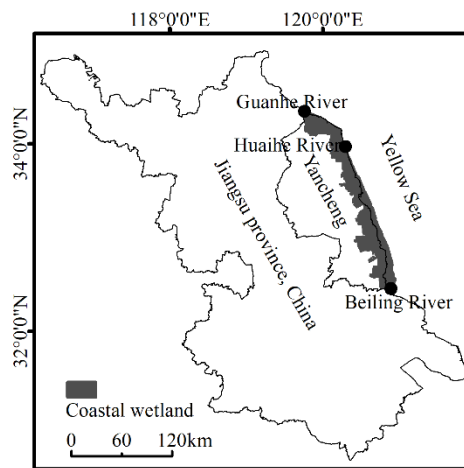 118°0'0"E
120°0'0"E
34°0'0"N
32°0'0"N
Guanhe River
Huaihe River
Yancheng
Yellow Sea
Jiangsu province, China
Beiling River
Coastal wetland
0 60 120km